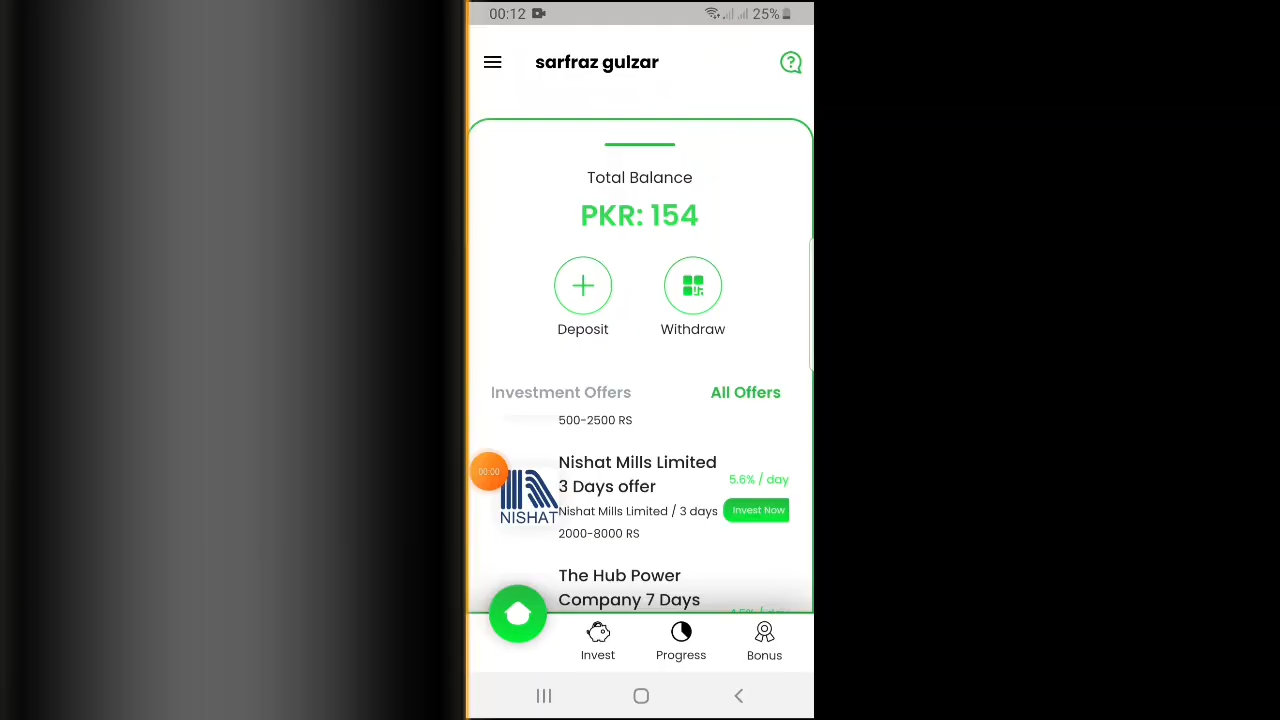 00:12 25%
sarfraz gulzar
Total Balance
PKR: 154
Deposit Withdraw
Investment Offers All Offers
500-2500 RS
Nishat Mills Limited
3 Days offer
5.6% / day
Nishat Mills Limited / 3 days
Invest Now
2000-8000 RS
00:00
NISHAT
The Hub Power
Company 7 Days
Invest Progress Bonus